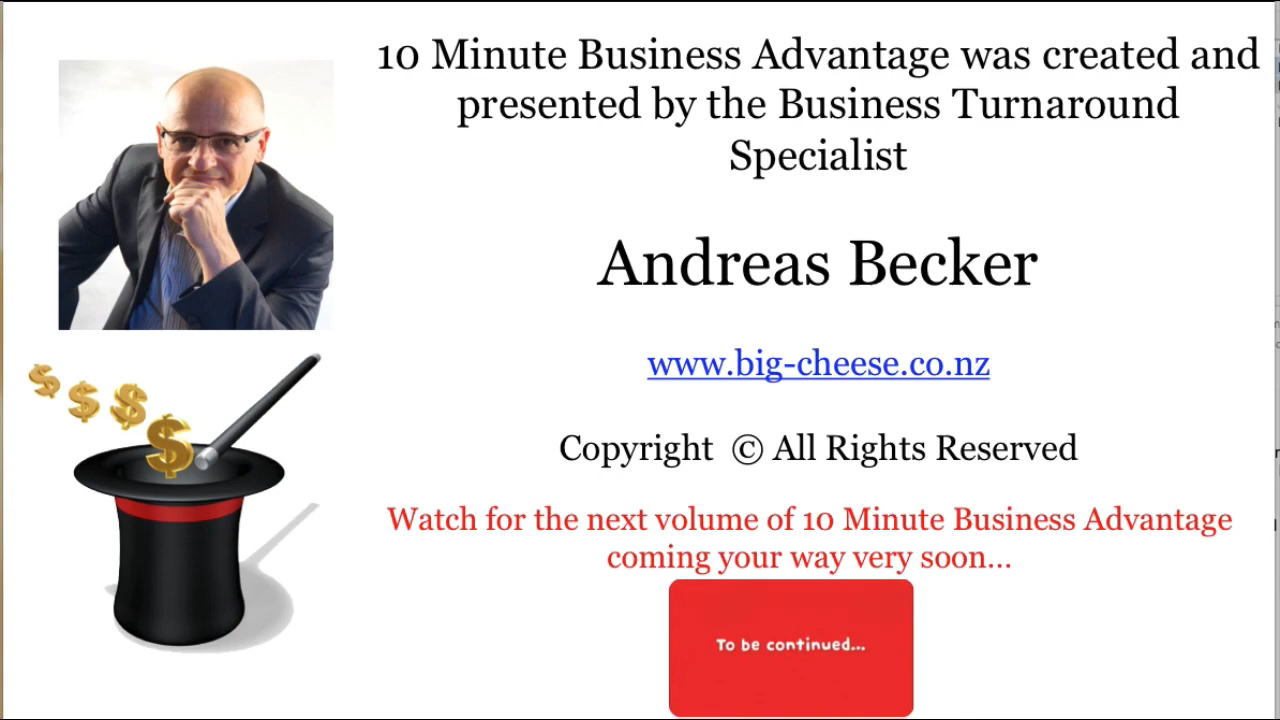 10 Minute Business Advantage was created and
presented by the Business Turnaround
Specialist
Andreas Becker
www.big-cheese.co.nz
Copyright © All Rights Reserved
Watch for the next volume of 10 Minute Business Advantage
coming your way very soon...
To be continued...